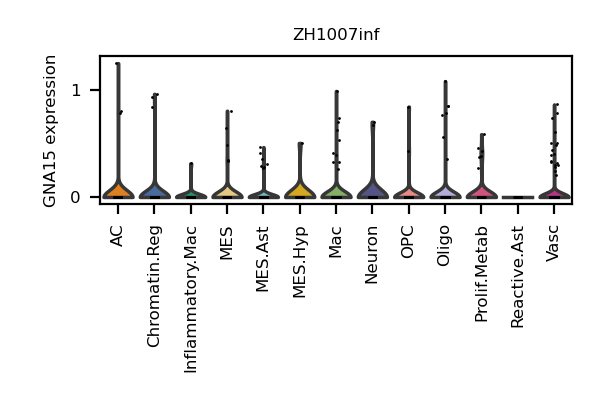 ZH1007inf
GNA15 expression
1
0
AC
Chromatin.Reg
Inflammatory.Mac
MES
MES.Ast
MES.Hyp
Mac
Neuron
OPC
Oligo
Prolif.Metab
Reactive.Ast
Vasc